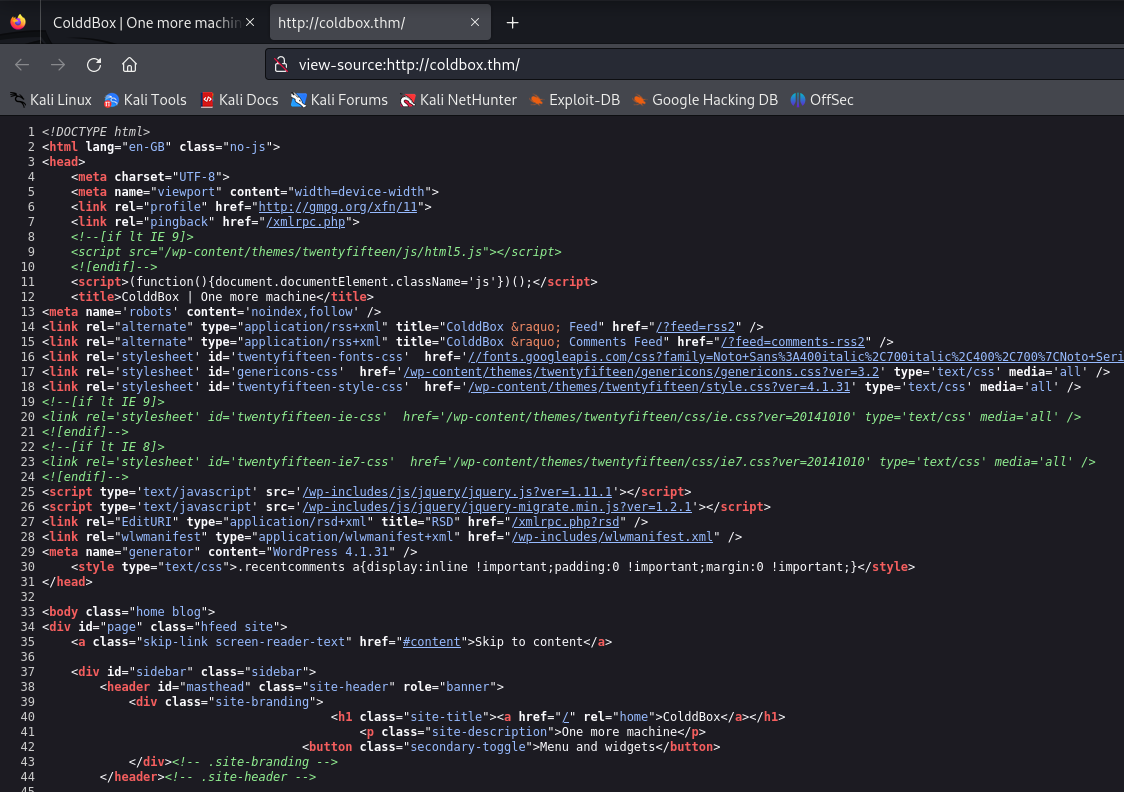 ColddBox | One more machin
http://coldbox.thm/
view-source:http://coldbox.thm/
Kali Linux Kali Tools Kali Docs Kali Forums Kali NetHunter Exploit-DB Google Hacking DB OffSec
1 <!DOCTYPE html>
2 <html lang="en-GB" class="no-js">
3 <head>
4 <meta charset="UTF-8">
5 <meta name="viewport" content="width=device-width">
6 <link rel="profile" href="http://gmpg.org/xfn/11">
7 <link rel="pingback" href="/xmlrpc.php">
8 <!--[if lt IE 9]>
9 <script src="/wp-content/themes/twentyfifteen/js/html5.js"></script>
10 <![endif]-->
11 <script>(function(){document.documentElement.className='js'})();</script>
12 <title>ColddBox | One more machine</title>
13 <meta name='robots' content='noindex,follow' />
14 <link rel="alternate" type="application/rss+xml" title="ColddBox &raquo; Feed" href="/?feed=rss2" />
15 <link rel="alternate" type="application/rss+xml" title="ColddBox &raquo; Comments Feed" href="/?feed=comments-rss2" />
16 <link rel='stylesheet' id='twentyfifteen-fonts-css'  href='//fonts.googleapis.com/css?family=Noto+Sans%3A400italic%2C700italic%2C400%2C700%7CNoto+Seri
17 <link rel='stylesheet' id='genericons-css'  href='/wp-content/themes/twentyfifteen/genericons/genericons.css?ver=3.2' type='text/css' media='all' />
18 <link rel='stylesheet' id='twentyfifteen-style-css'  href='/wp-content/themes/twentyfifteen/style.css?ver=4.1.31' type='text/css' media='all' />
19 <!--[if lt IE 9]>
20 <link rel='stylesheet' id='twentyfifteen-ie-css'  href='/wp-content/themes/twentyfifteen/css/ie.css?ver=20141010' type='text/css' media='all' />
21 <![endif]-->
22 <!--[if lt IE 8]>
23 <link rel='stylesheet' id='twentyfifteen-ie7-css'  href='/wp-content/themes/twentyfifteen/css/ie7.css?ver=20141010' type='text/css' media='all' />
24 <![endif]-->
25 <script type='text/javascript' src='/wp-includes/js/jquery/jquery.js?ver=1.11.1'></script>
26 <script type='text/javascript' src='/wp-includes/js/jquery/jquery-migrate.min.js?ver=1.2.1'></script>
27 <link rel="EditURI" type="application/rsd+xml" title="RSD" href="/xmlrpc.php?rsd" />
28 <link rel="wlwmanifest" type="application/wlwmanifest+xml" href="/wp-includes/wlwmanifest.xml" />
29 <meta name="generator" content="WordPress 4.1.31" />
30 <style type="text/css">.recentcomments a{display:inline !important;padding:0 !important;margin:0 !important;}</style>
31 </head>
32
33 <body class="home blog">
34 <div id="page" class="hfeed site">
35 <a class="skip-link screen-reader-text" href="#content">Skip to content</a>
36
37 <div id="sidebar" class="sidebar">
38 <header id="masthead" class="site-header" role="banner">
39 <div class="site-branding">
40 <h1 class="site-title"><a href="/" rel="home">ColddBox</a></h1>
41 <p class="site-description">One more machine</p>
42 <button class="secondary-toggle">Menu and widgets</button>
43 </div><!-- .site-branding -->
44 </header><!-- .site-header -->
45